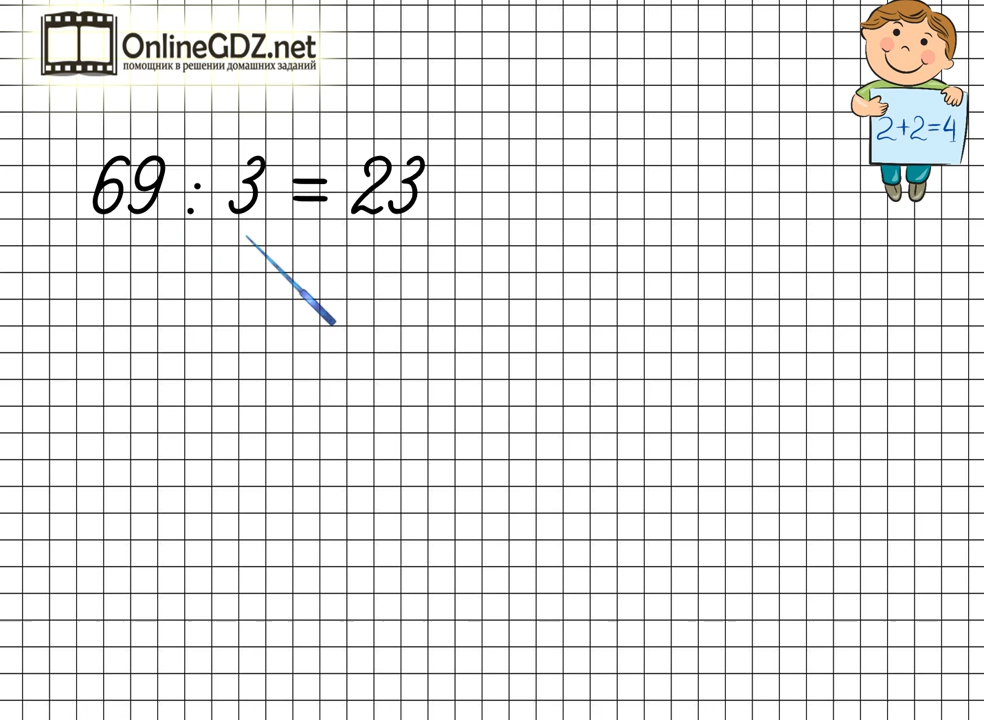 OnlineGDZ.net
помощник в решении домашних заданий
2+2=4
69 : 3 = 23